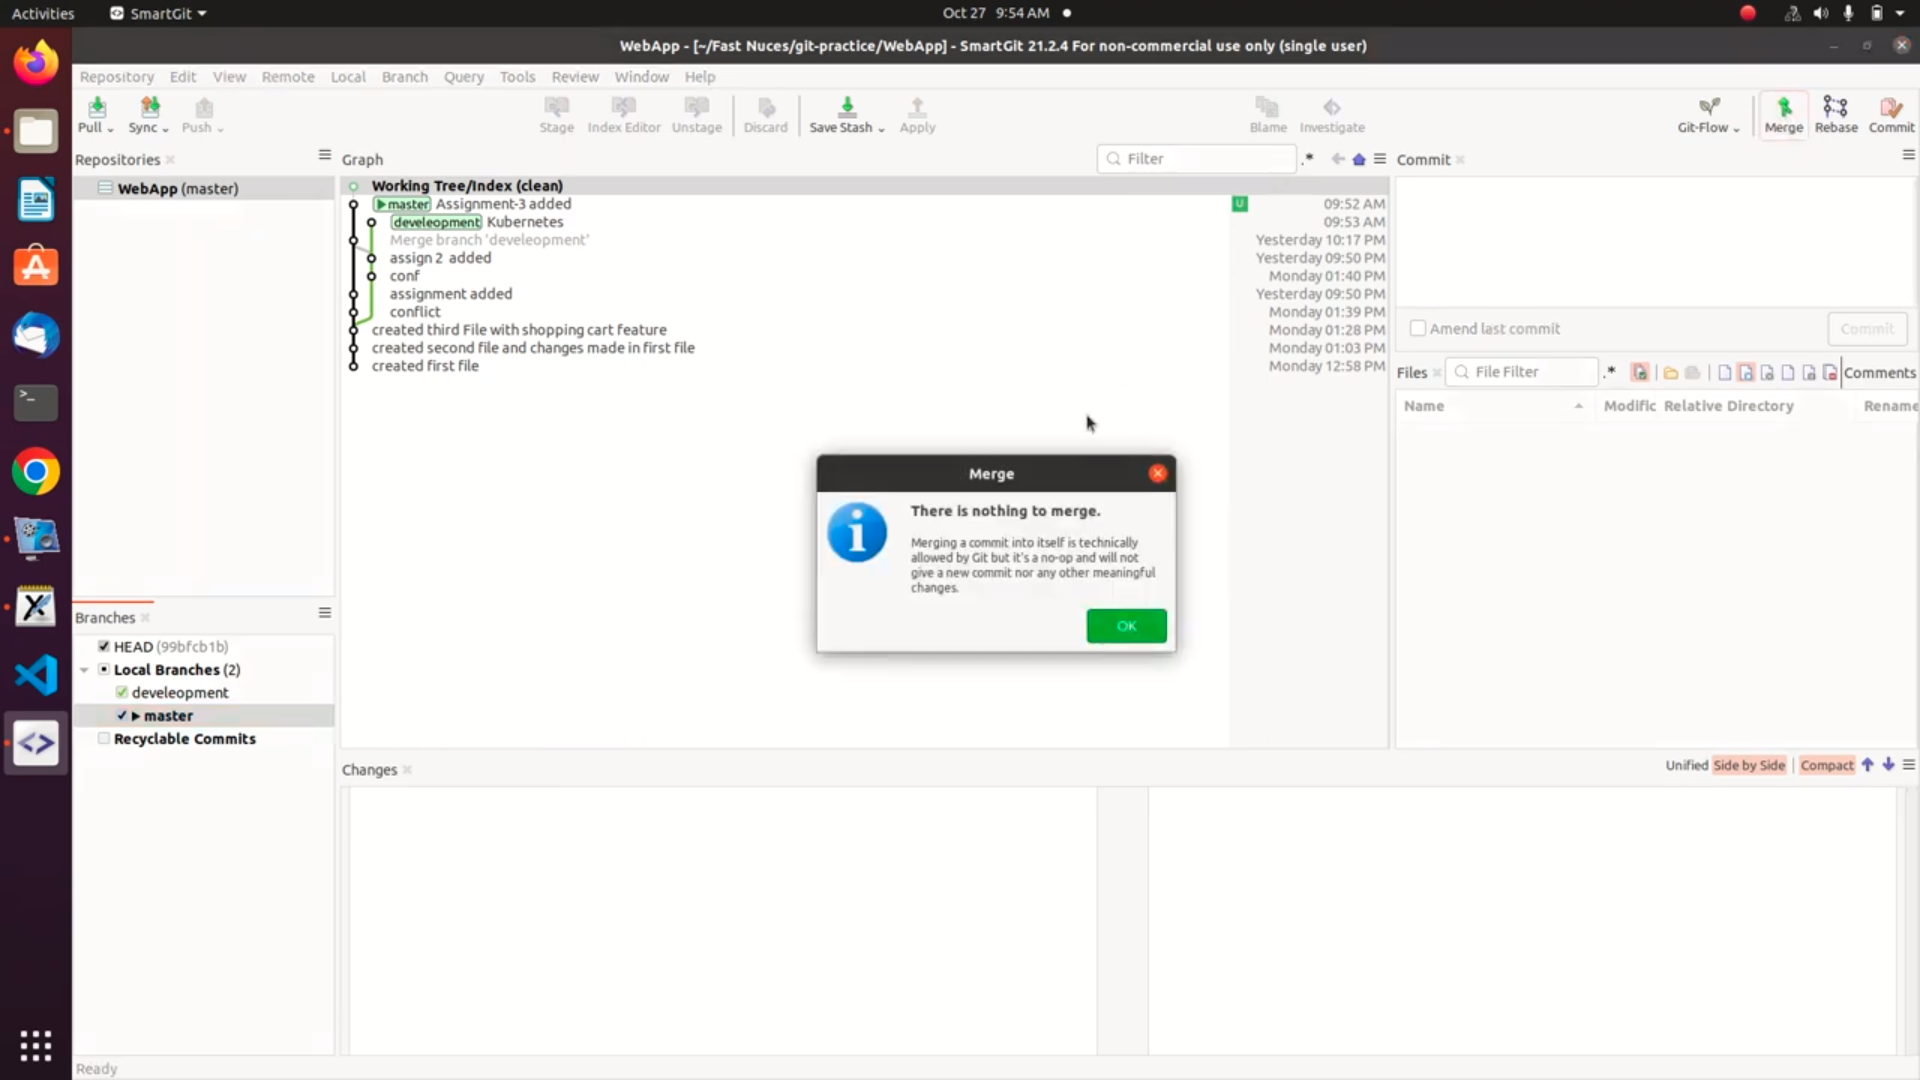 Activities
SmartGit
Oct 27 9:54 AM
WebApp - [~/Fast Nuces/git-practice/WebApp] - SmartGit 21.2.4 For non-commercial use only (single user)
Repository Edit View Remote Local Branch Query Tools Review Window Help
Pull Sync Push Stage Index Editor Unstage Discard Save Stash Apply Blame Investigate Git-Flow Merge Rebase Commit
Repositories
WebApp (master)
Graph
Filter
.*
Working Tree/Index (clean)
master Assignment-3 added U 09:52 AM
develeopment Kubernetes 09:53 AM
Merge branch 'develeopment' Yesterday 10:17 PM
assign 2 added Yesterday 09:50 PM
conf Monday 01:40 PM
assignment added Yesterday 09:50 PM
conflict Monday 01:39 PM
created third File with shopping cart feature Monday 01:28 PM
created second file and changes made in first file Monday 01:03 PM
created first file Monday 12:58 PM
Commit
Amend last commit
Commit
Files File Filter .* Comments
Name Modific Relative Directory Rename
Merge
There is nothing to merge.
Merging a commit into itself is technically
allowed by Git but it's a no-op and will not
give a new commit nor any other meaningful
changes.
OK
Branches
HEAD (99bfcb1b)
Local Branches (2)
develeopment
master
Recyclable Commits
Changes
Unified Side by Side Compact
Ready